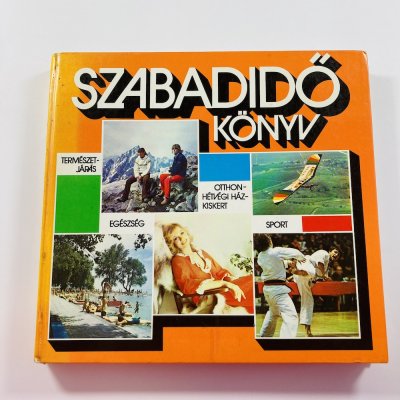 SZABADIDŐ
KÖNYV
TERMÉSZET-
JÁRÁS
OTTHON-
HÉTVÉGI HÁZ-
KISKERT
EGÉSZSÉG
SPORT